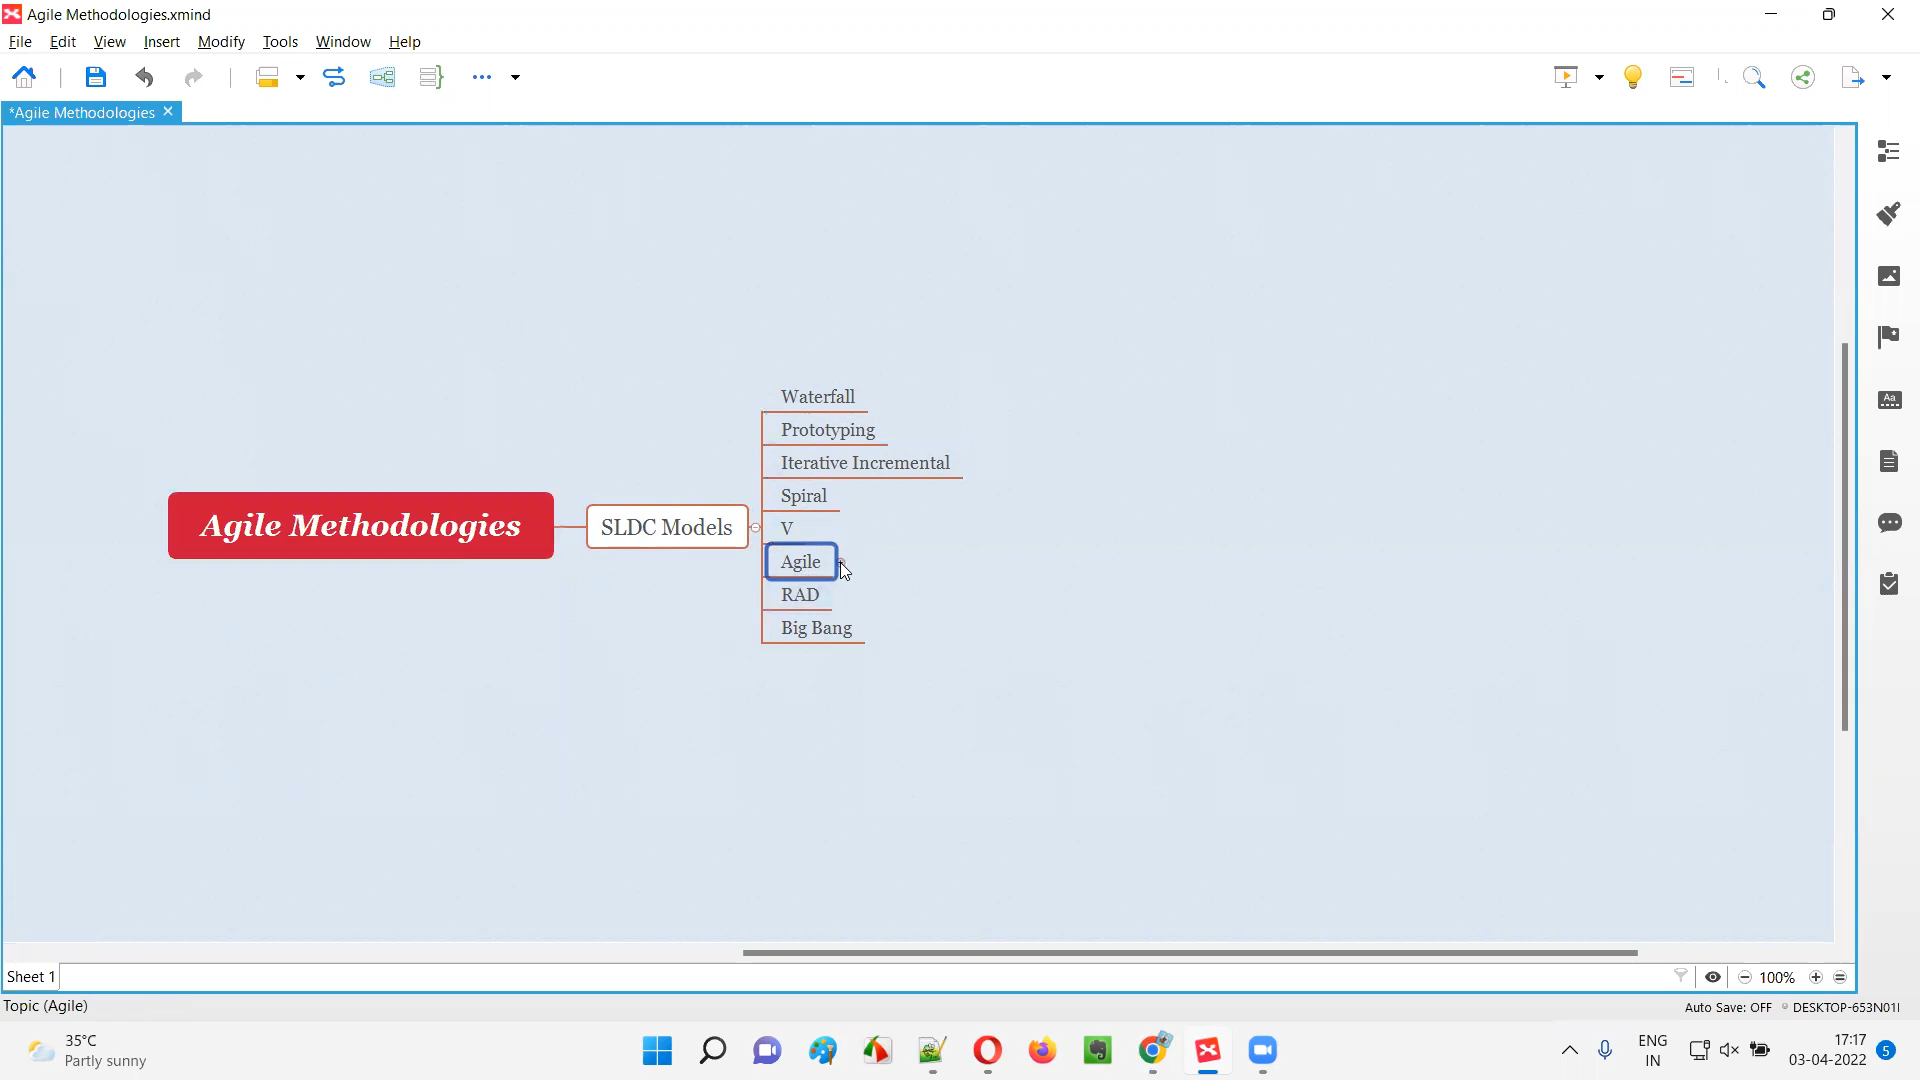 Agile Methodologies.xmind
File Edit View Insert Modify Tools Window Help
*Agile Methodologies
Waterfall
Prototyping
Iterative Incremental
Spiral
Agile Methodologies
SLDC Models
V
Agile
RAD
Big Bang
Aa
Sheet 1
100%
Topic (Agile)
Auto Save: OFF
DESKTOP-653N01I
35°C
Partly sunny
ENG
IN
17:17
03-04-2022
5